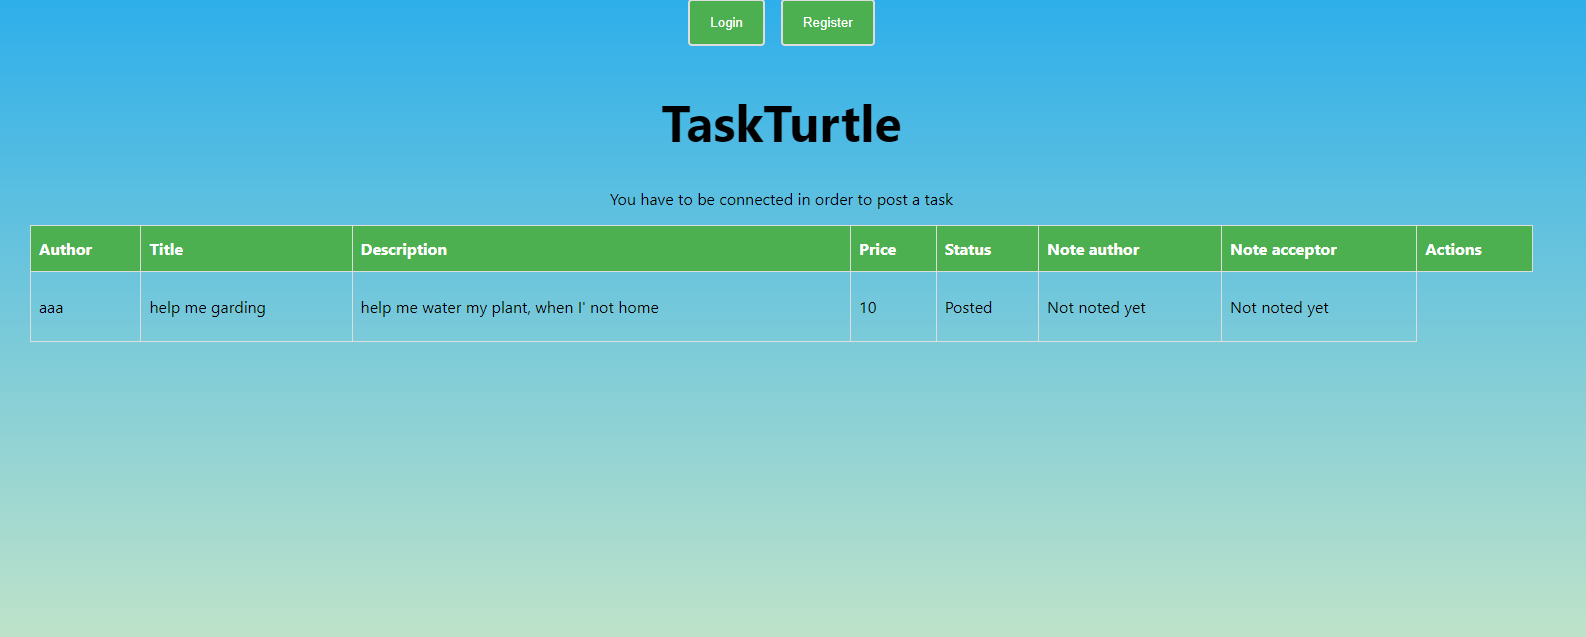 Login Register
TaskTurtle
You have to be connected in order to post a task
Author Title Description Price Status Note author Note acceptor Actions
aaa help me garding help me water my plant, when I' not home 10 Posted Not noted yet Not noted yet